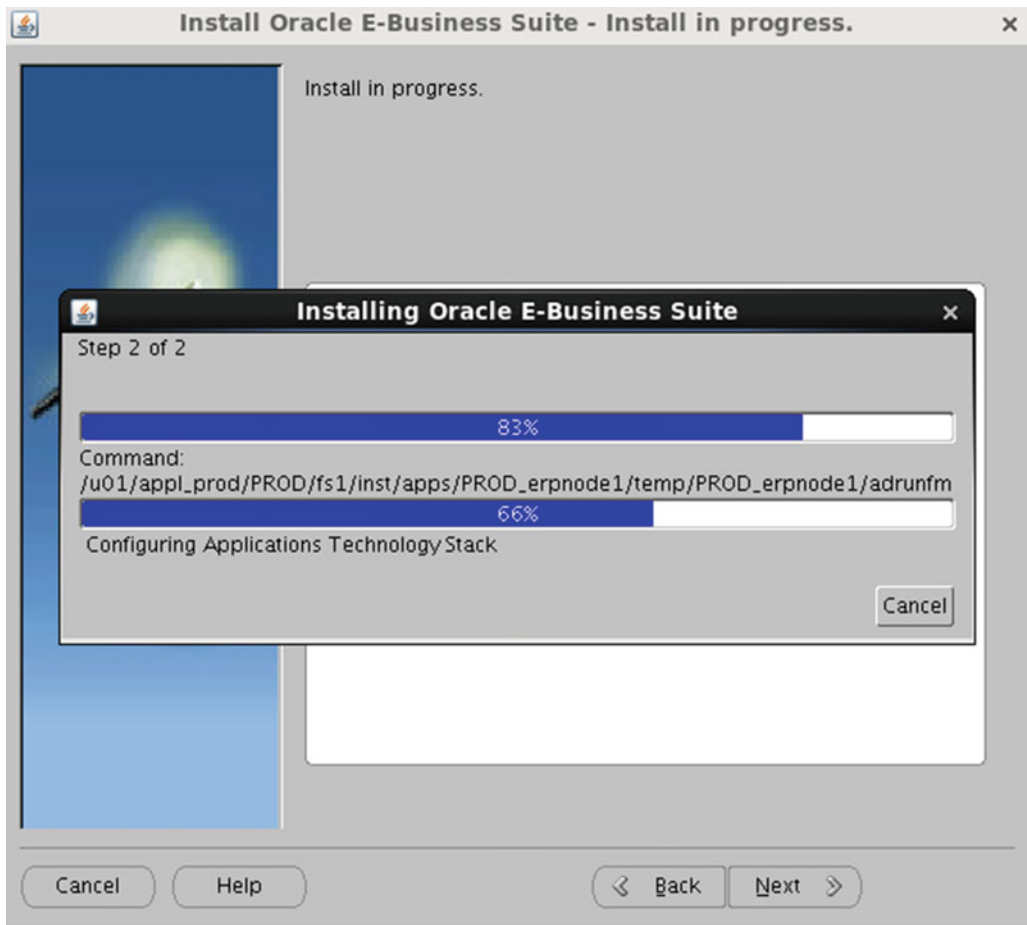 Install Oracle E-Business Suite - Install in progress.
Install in progress.
Installing Oracle E-Business Suite
Step 2 of 2
83%
Command:
/u01/appl_prod/PROD/fs1/inst/apps/PROD_erpnode1/temp/PROD_erpnode1/adrunfm
66%
Configuring Applications Technology Stack
Cancel
Cancel Help Back Next